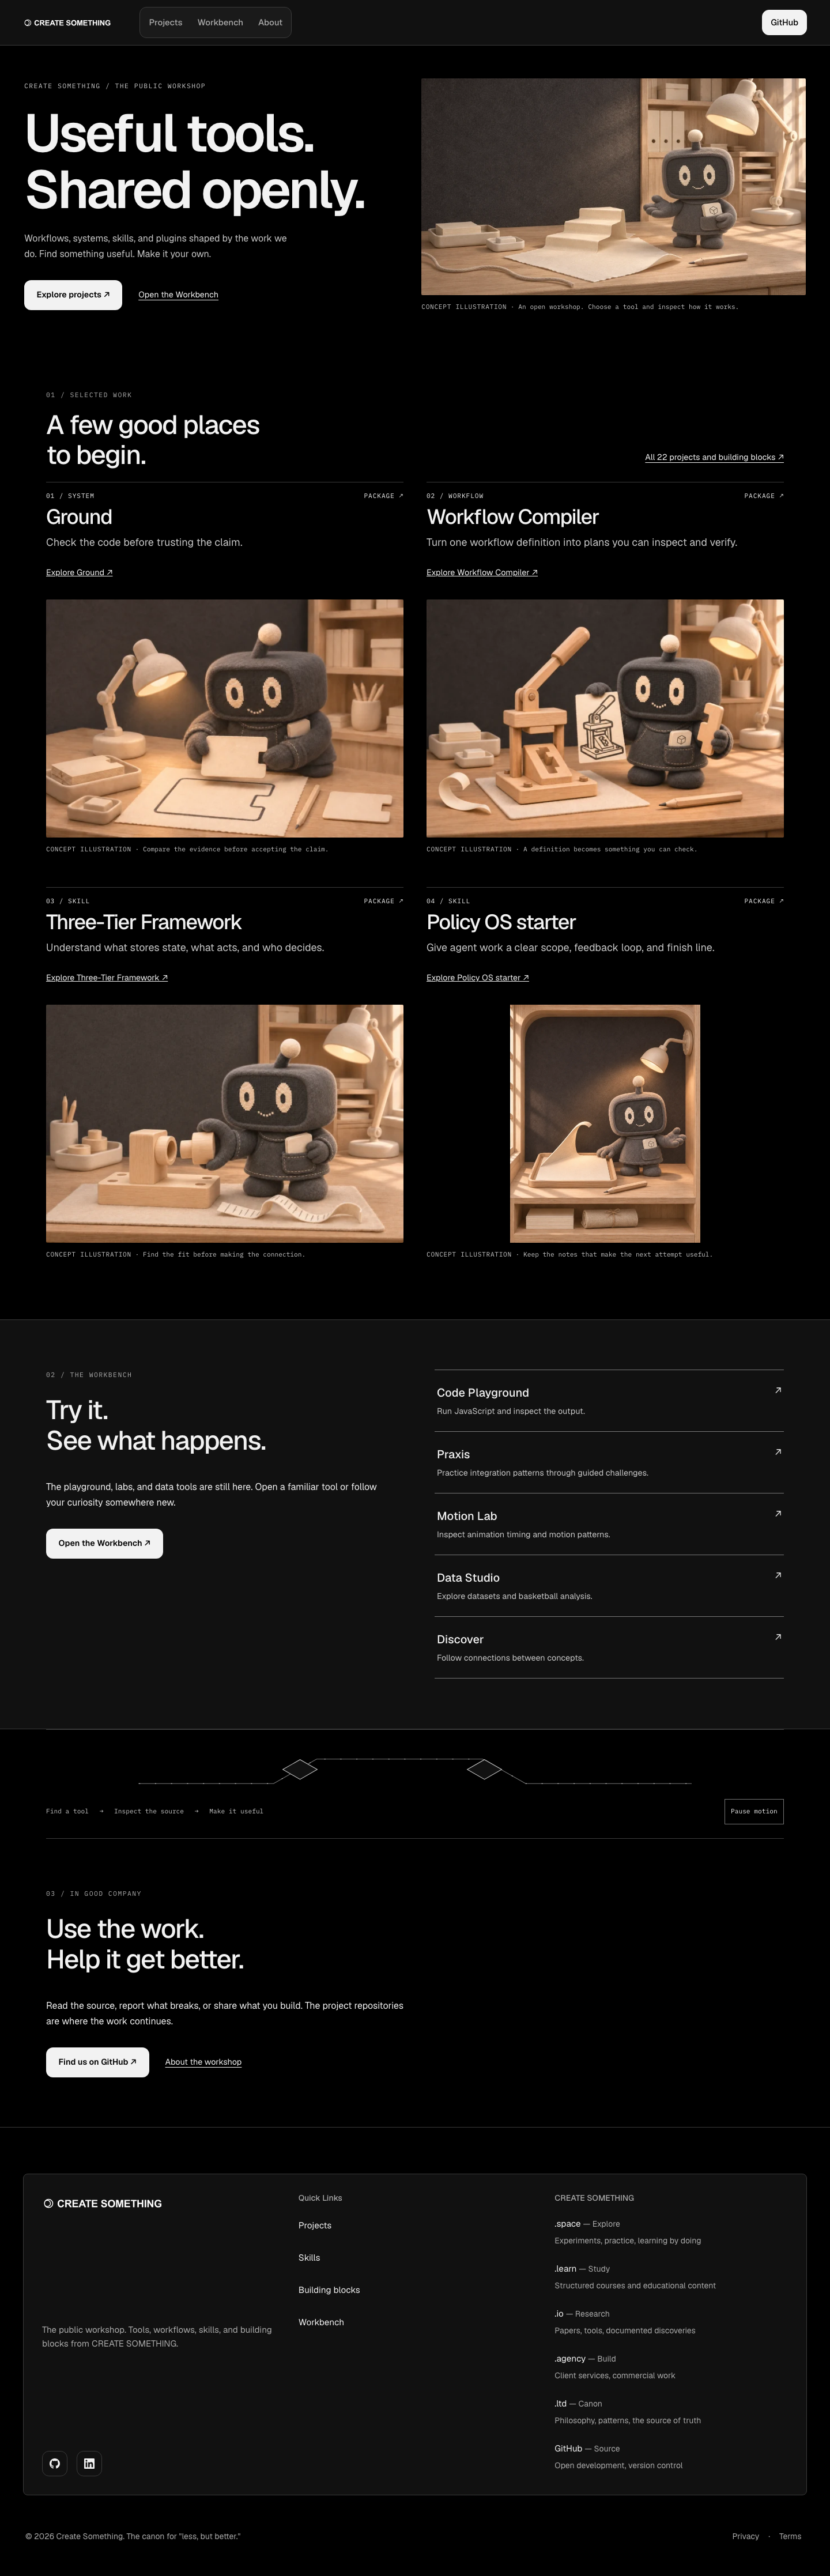 CREATE SOMETHING
Projects
Workbench
About
GitHub
CREATE SOMETHING / THE PUBLIC WORKSHOP
Useful tools.
Shared openly.
Workflows, systems, skills, and plugins shaped by the work we
do. Find something useful. Make it your own.
Explore projects ↗
Open the Workbench
CONCEPT ILLUSTRATION · An open workshop. Choose a tool and inspect how it works.
01 / SELECTED WORK
A few good places
to begin.
All 22 projects and building blocks ↗
01 / SYSTEM
PACKAGE ↗
Ground
Check the code before trusting the claim.
Explore Ground ↗
CONCEPT ILLUSTRATION · Compare the evidence before accepting the claim.
02 / WORKFLOW
PACKAGE ↗
Workflow Compiler
Turn one workflow definition into plans you can inspect and verify.
Explore Workflow Compiler ↗
CONCEPT ILLUSTRATION · A definition becomes something you can check.
03 / SKILL
PACKAGE ↗
Three-Tier Framework
Understand what stores state, what acts, and who decides.
Explore Three-Tier Framework ↗
CONCEPT ILLUSTRATION · Find the fit before making the connection.
04 / SKILL
PACKAGE ↗
Policy OS starter
Give agent work a clear scope, feedback loop, and finish line.
Explore Policy OS starter ↗
CONCEPT ILLUSTRATION · Keep the notes that make the next attempt useful.
02 / THE WORKBENCH
Try it.
See what happens.
The playground, labs, and data tools are still here. Open a familiar tool or follow
your curiosity somewhere new.
Open the Workbench ↗
Code Playground ↗
Run JavaScript and inspect the output.
Praxis ↗
Practice integration patterns through guided challenges.
Motion Lab ↗
Inspect animation timing and motion patterns.
Data Studio ↗
Explore datasets and basketball analysis.
Discover ↗
Follow connections between concepts.
Find a tool → Inspect the source → Make it useful
Pause motion
03 / IN GOOD COMPANY
Use the work.
Help it get better.
Read the source, report what breaks, or share what you build. The project repositories
are where the work continues.
Find us on GitHub ↗
About the workshop
CREATE SOMETHING
The public workshop. Tools, workflows, skills, and building
blocks from CREATE SOMETHING.
Quick Links
Projects
Skills
Building blocks
Workbench
CREATE SOMETHING
.space — Explore
Experiments, practice, learning by doing
.learn — Study
Structured courses and educational content
.io — Research
Papers, tools, documented discoveries
.agency — Build
Client services, commercial work
.ltd — Canon
Philosophy, patterns, the source of truth
GitHub — Source
Open development, version control
© 2026 Create Something. The canon for "less, but better."
Privacy · Terms